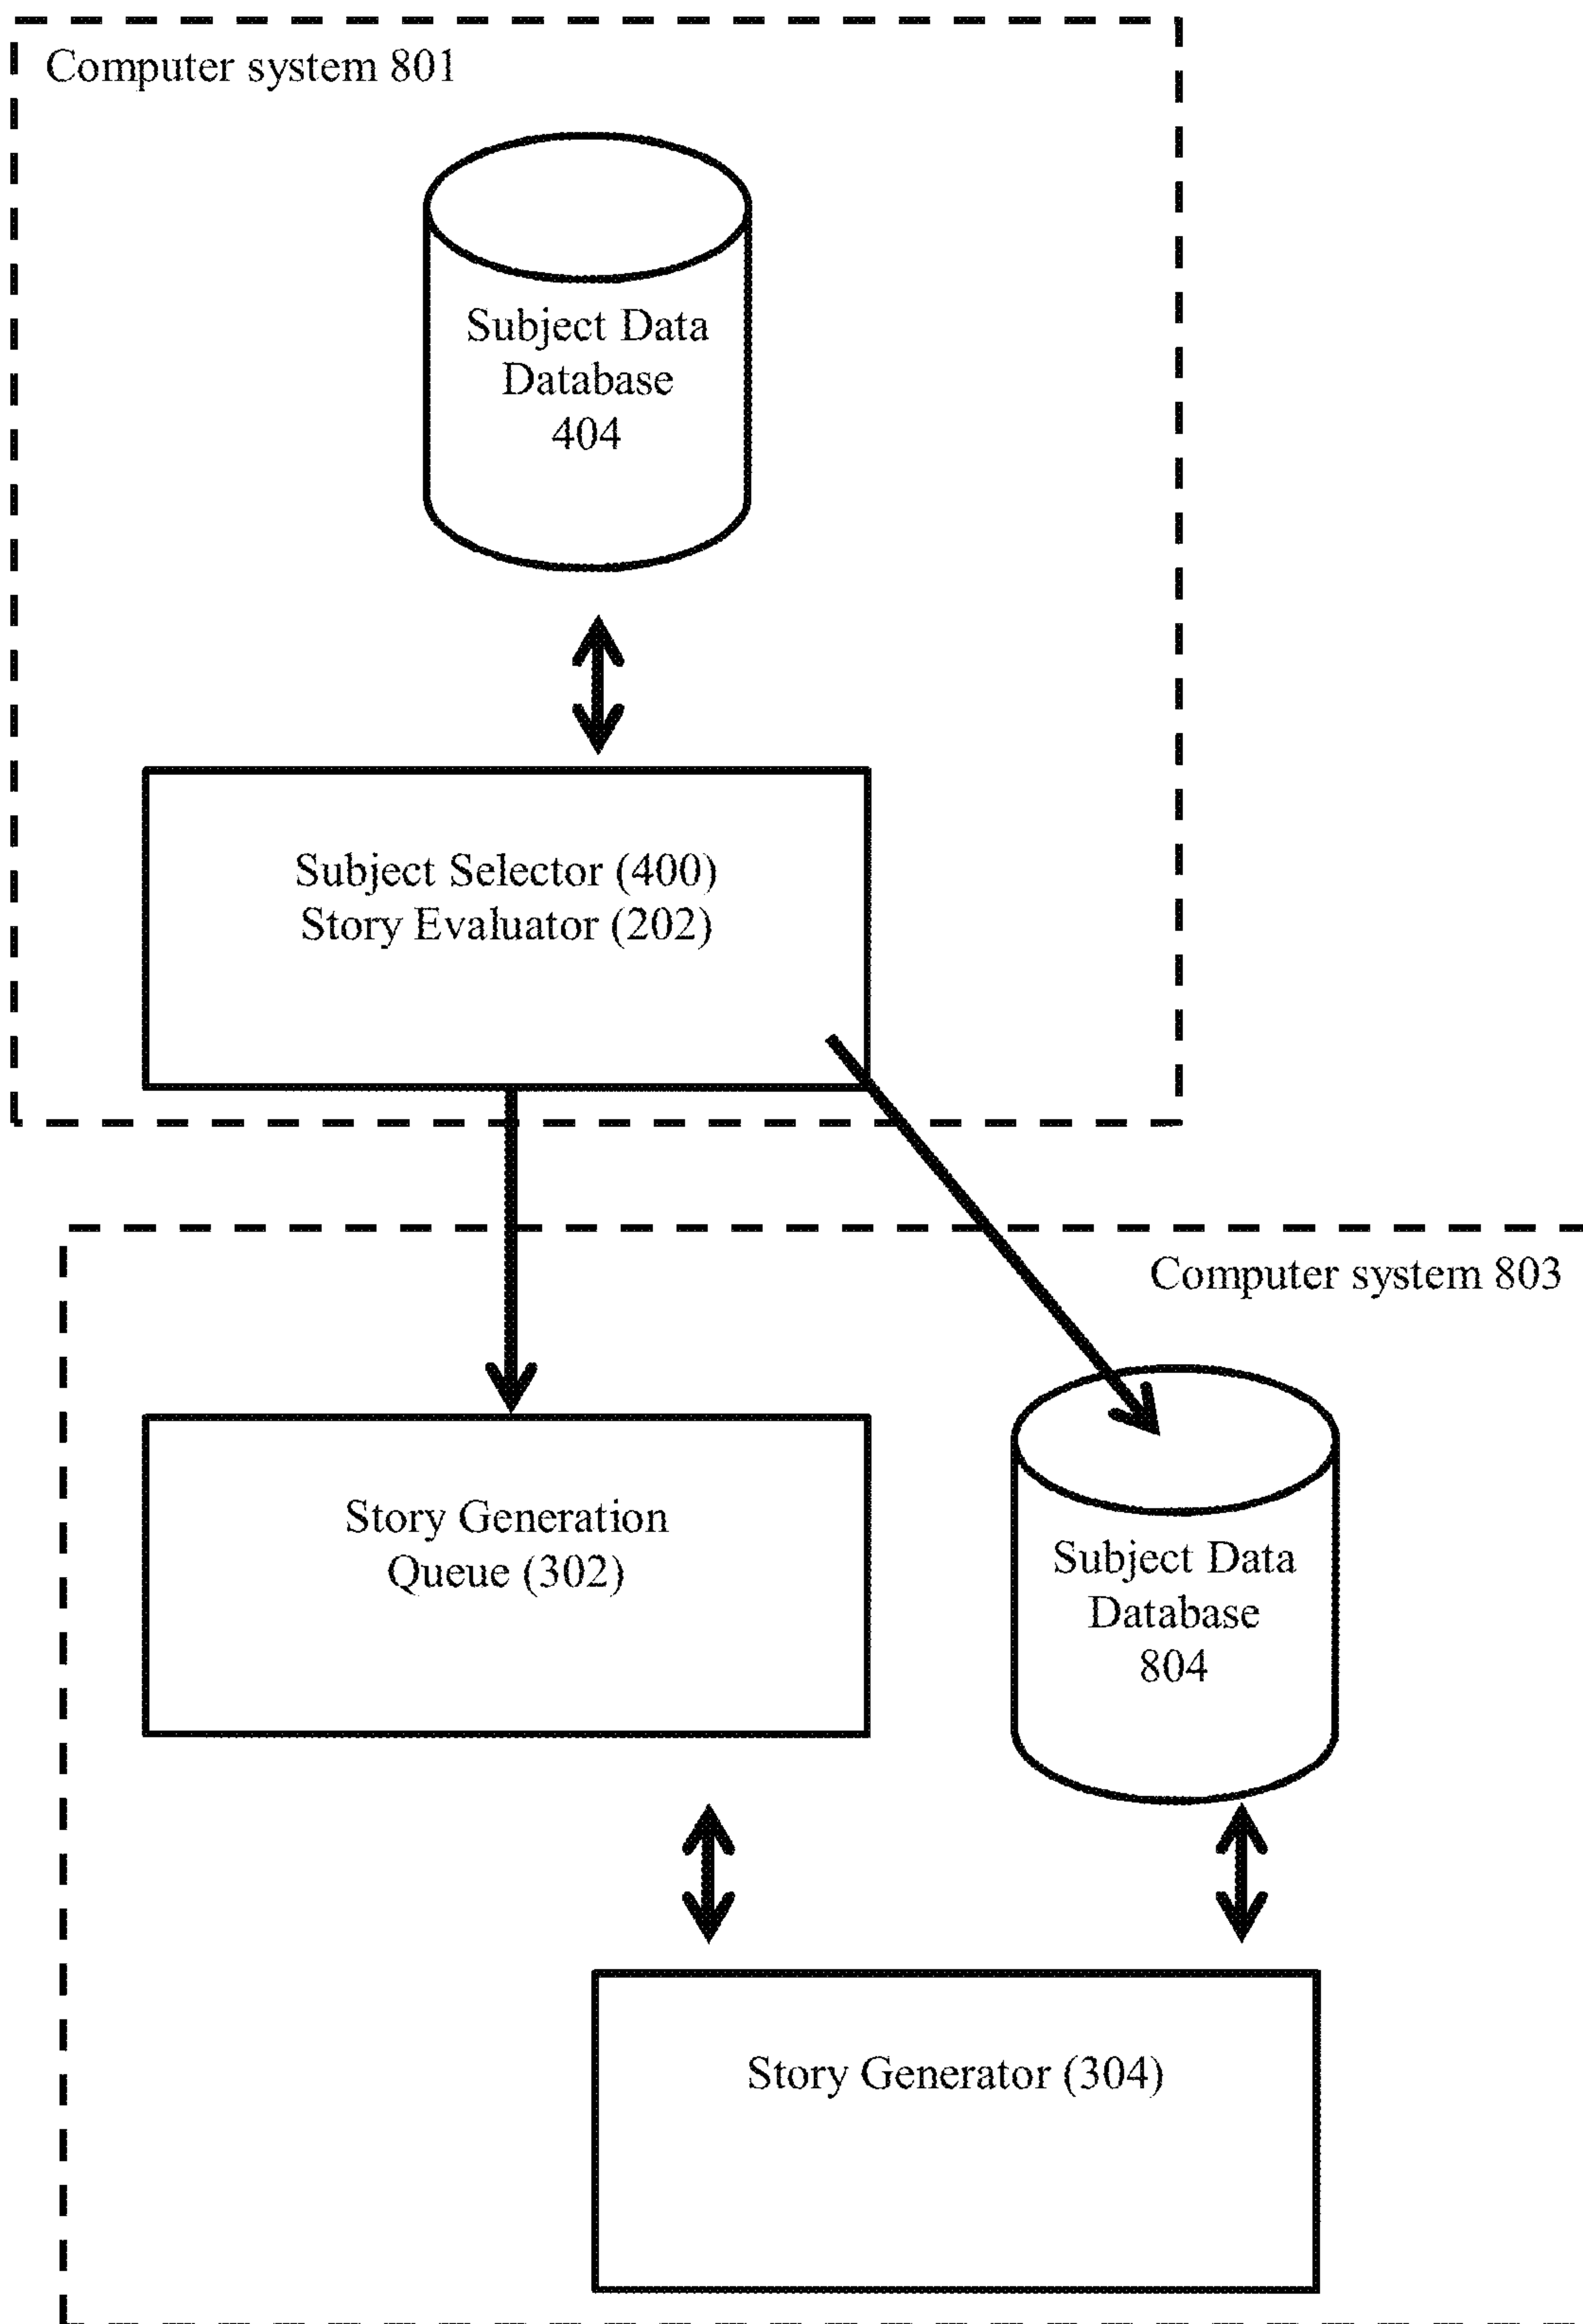 Computer system 801
Subject Data
Database
404
Subject Selector (400)
Story Evaluator (202)
Computer system 803
Story Generation
Queue (302)
Subject Data
Database
804
Story Generator (304)